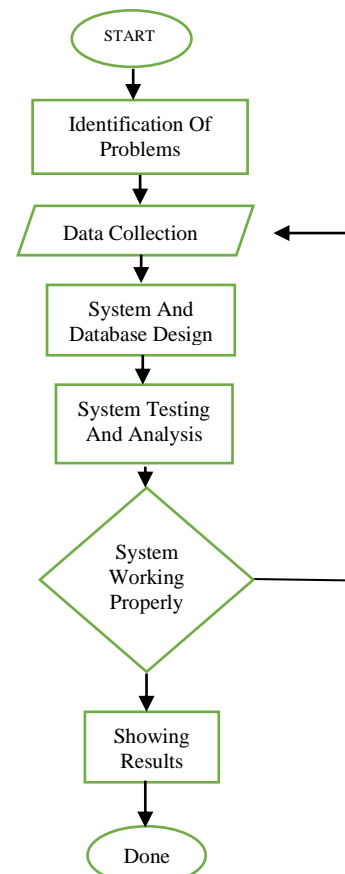 START
Identification Of
Problems
Data Collection
System And
Database Design
System Testing
And Analysis
System
Working
Properly
Showing
Results
Done